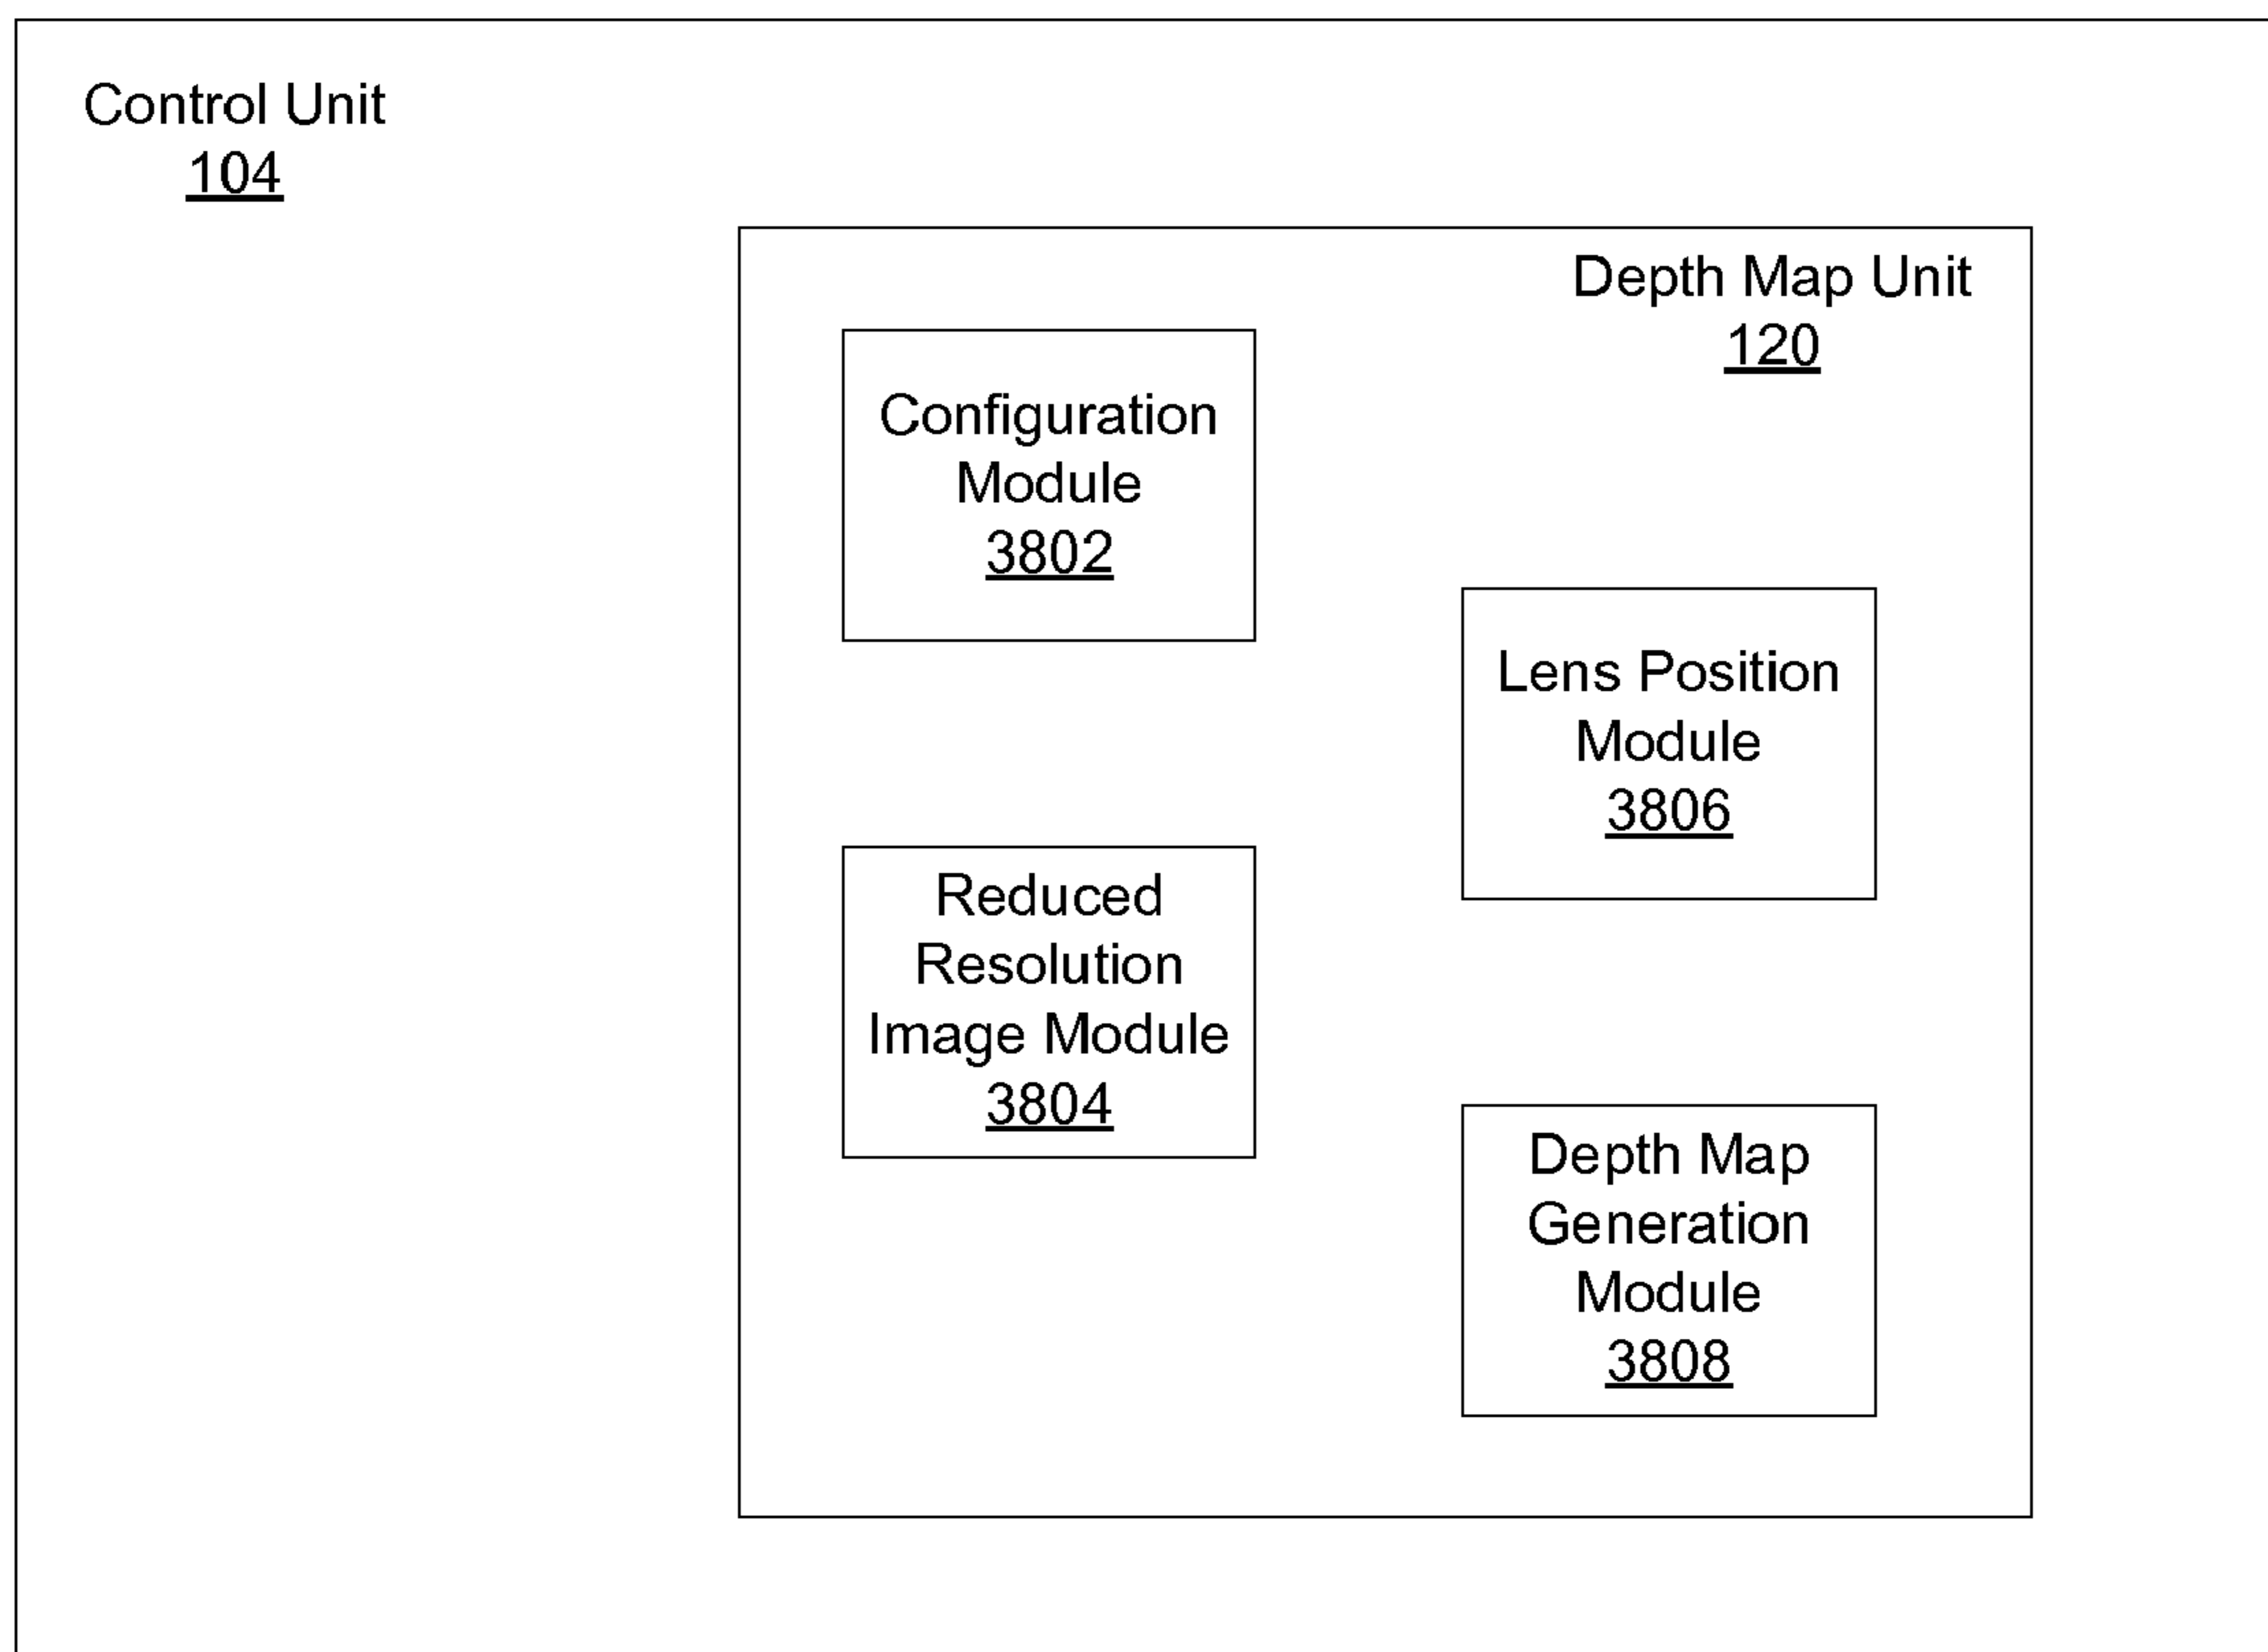 Control Unit
104
Depth Map Unit
120
Configuration
Module
3802
Lens Position
Module
3806
Reduced
Resolution
Image Module
3804
Depth Map
Generation
Module
3808